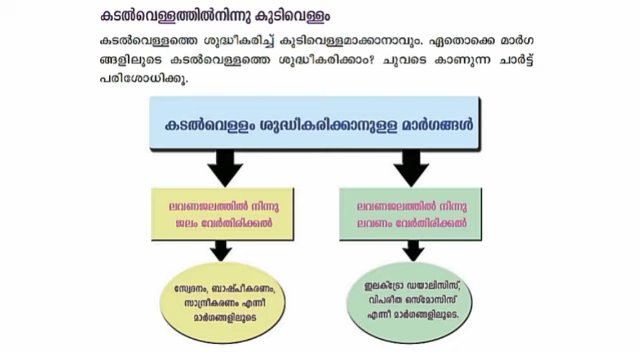 കടൽവെള്ളത്തിൽനിന്നു കുടിവെള്ളം
കടൽവെള്ളത്തെ ശുദ്ധീകരിച്ച് കുടിവെള്ളമാക്കാനാവും. ഏതൊക്കെ മാർഗ
ങ്ങളിലൂടെ കടൽവെള്ളത്തെ ശുദ്ധീകരിക്കാം? ചുവടെ കാണുന്ന ചാർട്ട്
പരിശോധിക്കൂ.
കടൽവെള്ളം ശുദ്ധീകരിക്കാനുളള മാർഗങ്ങൾ
ലവണജലത്തിൽ നിന്നു
ജലം വേർതിരിക്കൽ
ലവണജലത്തിൽ നിന്നു
ലവണം വേർതിരിക്കൽ
സ്വേദനം, ബാഷ്പീകരണം,
സാന്ദ്രീകരണം എന്നീ
മാർഗങ്ങളിലൂടെ
ഇലക്ട്രോ ഡയാലിസിസ്,
വിപരീത ഒസ്മോസിസ്
എന്നീ മാർഗങ്ങളിലൂടെ.